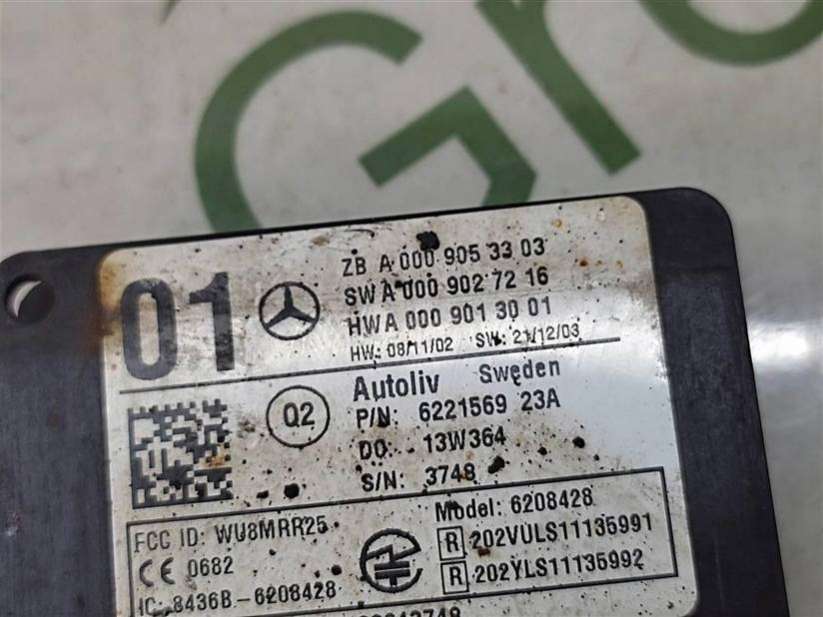 Gr
01
ZB A 000 905 33 03
SW A 000 902 72 16
HW A 000 901 30 01
HW: 08/11/02 SW: 21/12/03
Q2
Autoliv Sweden
P/N: 6221569 23A
DO: 13W364
S/N: 3748
FCC ID: WU8MRR25
Model: 6208428
CE 0682
R 202VULS11135991
R 202YLS11135992
IC: 8436B-6208428